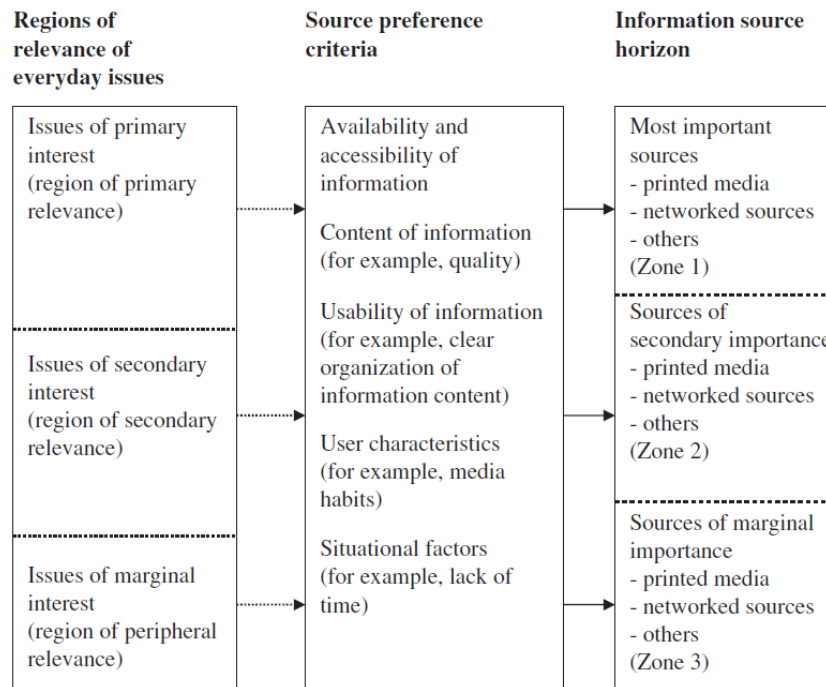 Regions of
relevance of
everyday issues
Source preference
criteria
Information source
horizon
Issues of primary
interest
(region of primary
relevance)
Issues of secondary
interest
(region of secondary
relevance)
Issues of marginal
interest
(region of peripheral
relevance)
Availability and
accessibility of
information
Content of information
(for example, quality)
Usability of information
(for example, clear
organization of
information content)
User characteristics
(for example, media
habits)
Situational factors
(for example, lack of
time)
Most important
sources
- printed media
- networked sources
- others
(Zone 1)
Sources of
secondary importance
- printed media
- networked sources
- others
(Zone 2)
Sources of marginal
importance
- printed media
- networked sources
- others
(Zone 3)